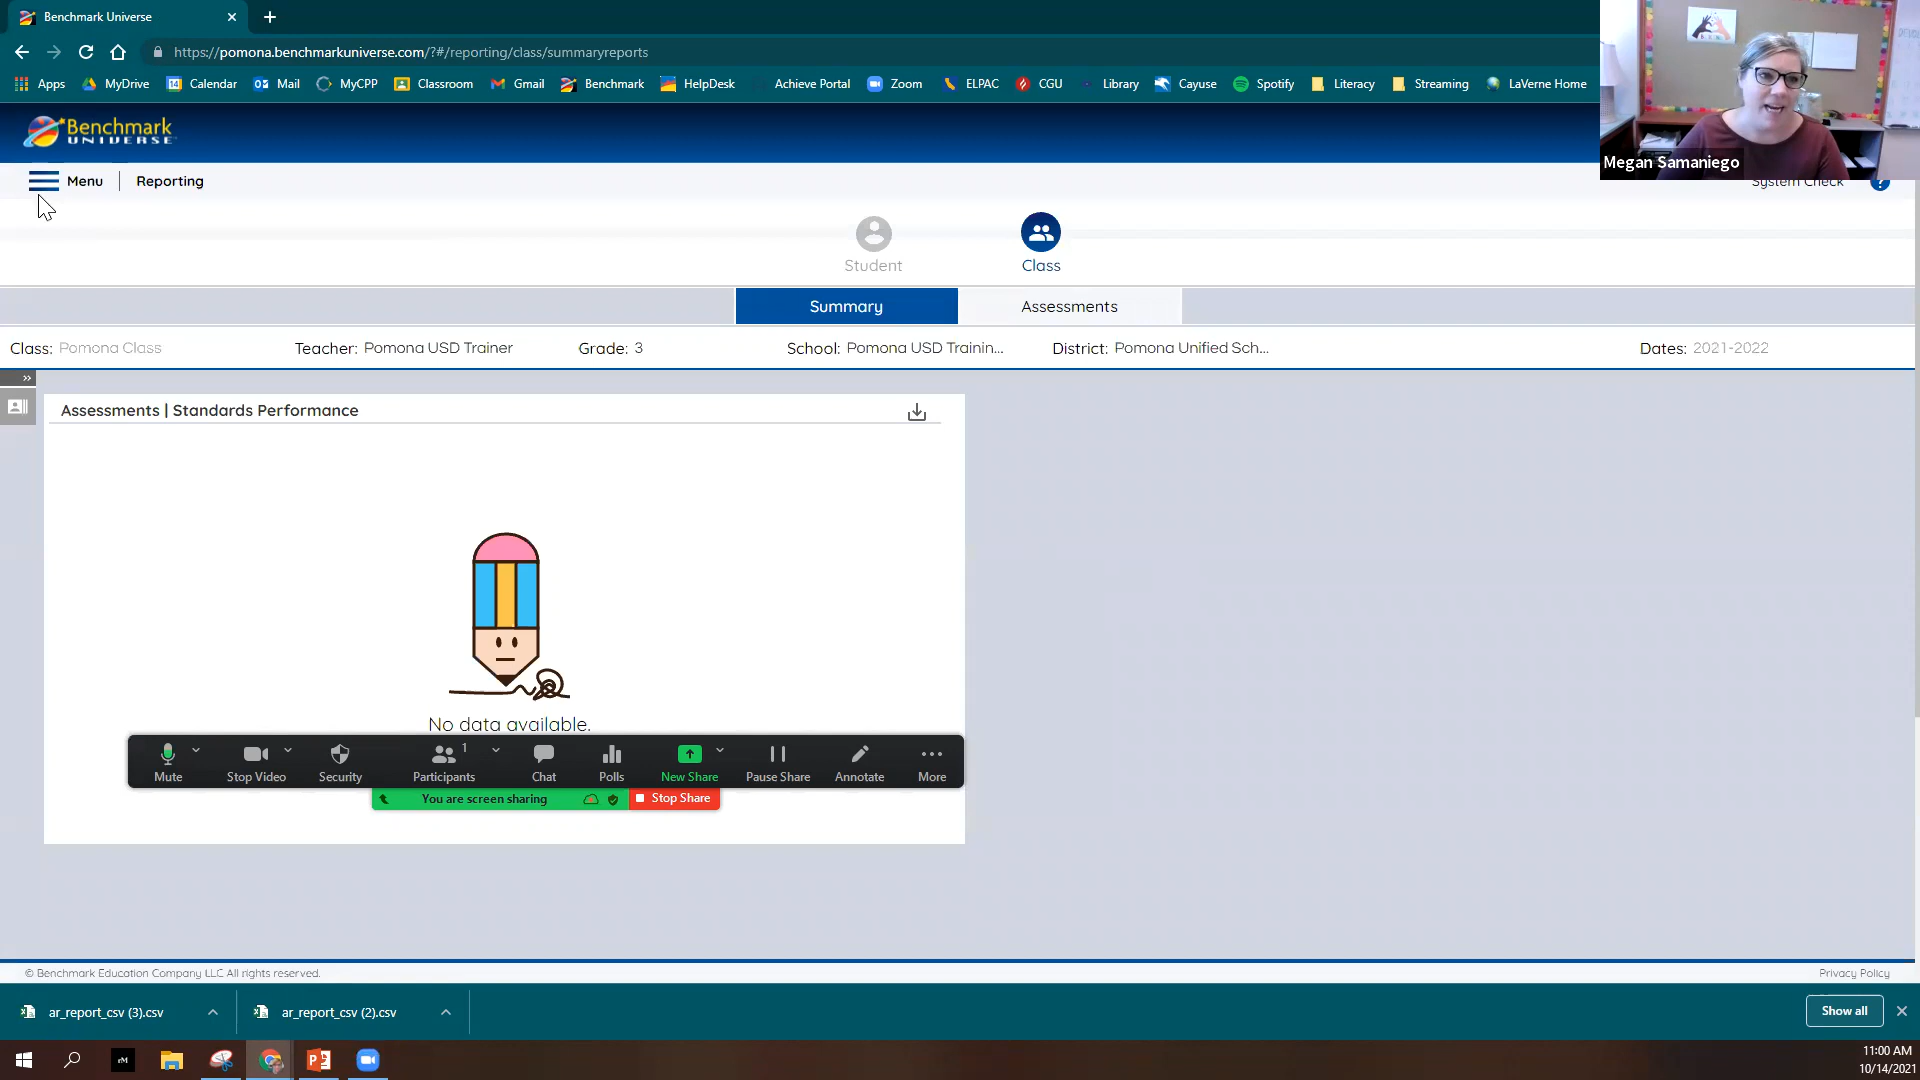 Benchmark Universe
https://pomona.benchmarkuniverse.com/?#/reporting/class/summaryreports
Apps MyDrive Calendar Mail MyCPP Classroom Gmail Benchmark HelpDesk Achieve Portal Zoom ELPAC CGU Library Cayuse Spotify Literacy Streaming LaVerne Home
Benchmark
UNIVERSE
Megan Samaniego
Menu Reporting System Check ?
Student Class
Summary Assessments
Class: Pomona Class Teacher: Pomona USD Trainer Grade: 3 School: Pomona USD Trainin... District: Pomona Unified Sch... Dates: 2021-2022
Assessments | Standards Performance
No data available.
1
Mute Stop Video Security Participants Chat Polls New Share Pause Share Annotate More
You are screen sharing Stop Share
© Benchmark Education Company LLC All rights reserved. Privacy Policy
ar_report_csv (3).csv ar_report_csv (2).csv Show all
11:00 AM
10/14/2021